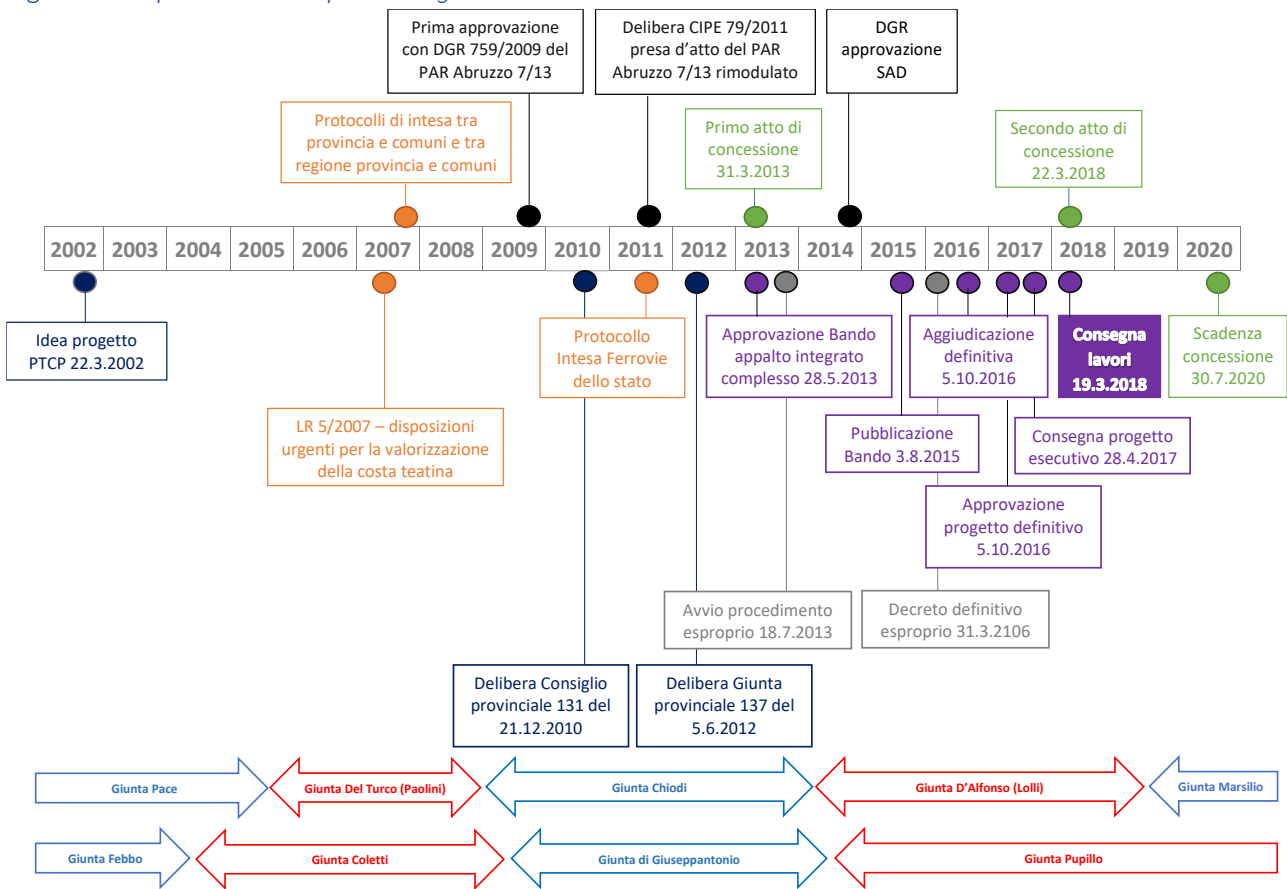 Prima approvazione
con DGR 759/2009 del
PAR Abruzzo 7/13
Delibera CIPE 79/2011
presa d'atto del PAR
Abruzzo 7/13 rimodulato
DGR
approvazione
SAD
Protocolli di intesa tra
provincia e comuni e tra
regione provincia e comuni
Primo atto di
concessione
31.3.2013
Secondo atto di
concessione
22.3.2018
2002 2003 2004 2005 2006 2007 2008 2009 2010 2011 2012 2013 2014 2015 2016 2017 2018 2019 2020
Idea progetto
PTCP 22.3.2002
Protocollo
Intesa Ferrovie
dello stato
Approvazione Bando
appalto integrato
complesso 28.5.2013
Aggiudicazione
definitiva
5.10.2016
Consegna
lavori
19.3.2018
Scadenza
concessione
30.7.2020
LR 5/2007 – disposizioni
urgenti per la valorizzazione
della costa teatina
Pubblicazione
Bando 3.8.2015
Consegna progetto
esecutivo 28.4.2017
Approvazione
progetto definitivo
5.10.2016
Avvio procedimento
esproprio 18.7.2013
Decreto definitivo
esproprio 31.3.2106
Delibera Consiglio
provinciale 131 del
21.12.2010
Delibera Giunta
provinciale 137 del
5.6.2012
Giunta Pace
Giunta Del Turco (Paolini)
Giunta Chiodi
Giunta D'Alfonso (Lolli)
Giunta Marsilio
Giunta Febbo
Giunta Coletti
Giunta di Giuseppantonio
Giunta Pupillo